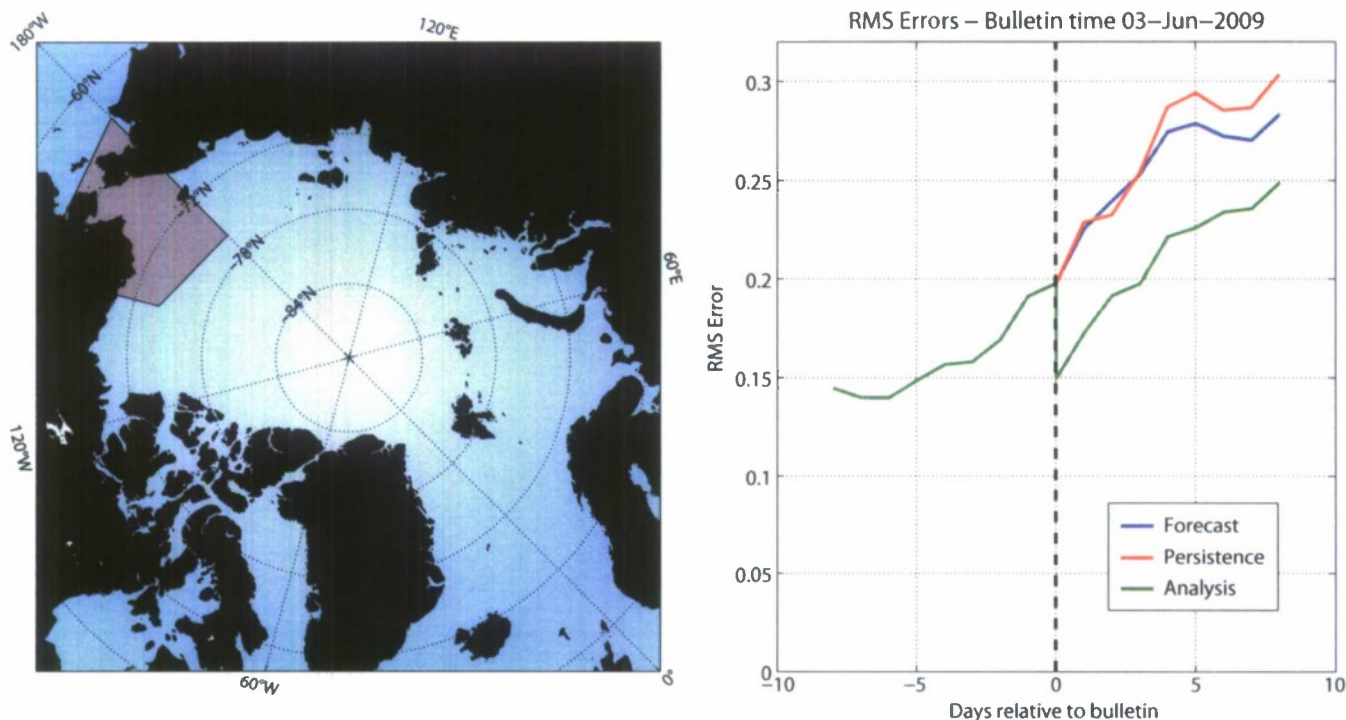 180°W
120°E
−60°N
−72°N
−78°N
−84°N
60°E
120°W
60°W
0°
RMS Errors – Bulletin time 03–Jun–2009
RMS Error
0.3
0.25
0.2
0.15
0.1
0.05
0
−10
−5
0
5
10
Days relative to bulletin
Forecast
Persistence
Analysis